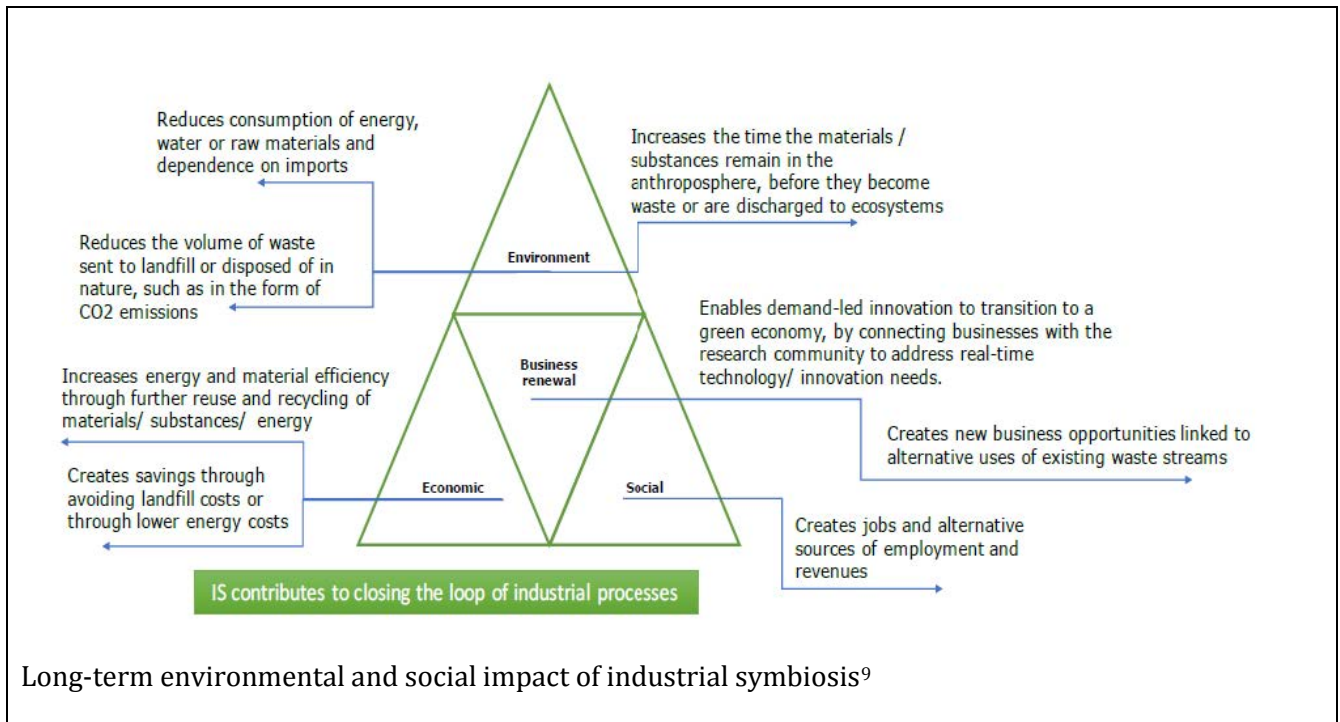 Reduces consumption of energy,
water or raw materials and
dependence on imports
Increases the time the materials /
substances remain in the
anthroposphere, before they become
waste or are discharged to ecosystems
Reduces the volume of waste
sent to landfill or disposed of in
nature, such as in the form of
CO2 emissions
Environment
Enables demand-led innovation to transition to a
green economy, by connecting businesses with the
research community to address real-time
technology/ innovation needs.
Business
renewal
Increases energy and material efficiency
through further reuse and recycling of
materials/ substances/ energy
Creates new business opportunities linked to
alternative uses of existing waste streams
Creates savings through
avoiding landfill costs or
through lower energy costs
Economic
Social
Creates jobs and alternative
sources of employment and
revenues
IS contributes to closing the loop of industrial processes
Long-term environmental and social impact of industrial symbiosis⁹